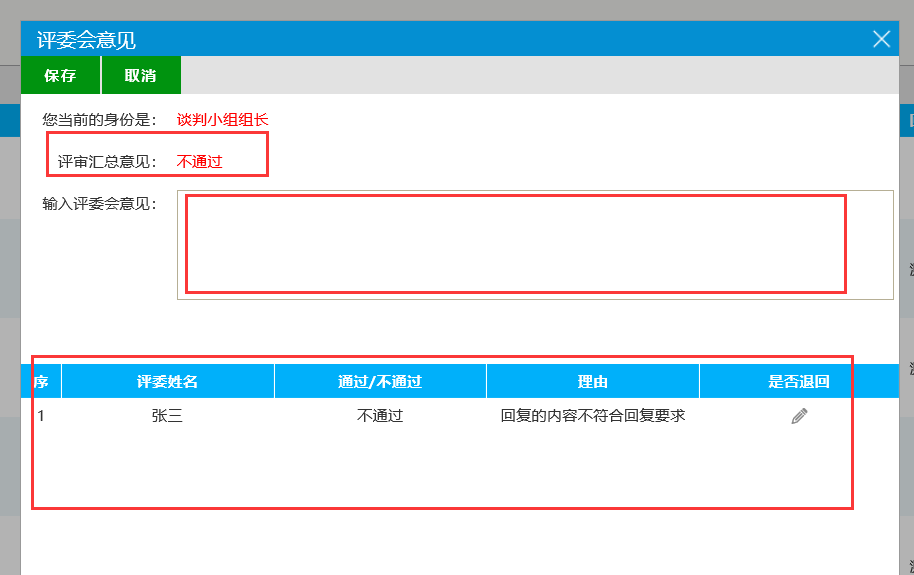 评委会意见
保存 取消
您当前的身份是： 谈判小组组长
评审汇总意见： 不通过
输入评委会意见：
序 评委姓名 通过/不通过 理由 是否退回
1 张三 不通过 回复的内容不符合回复要求